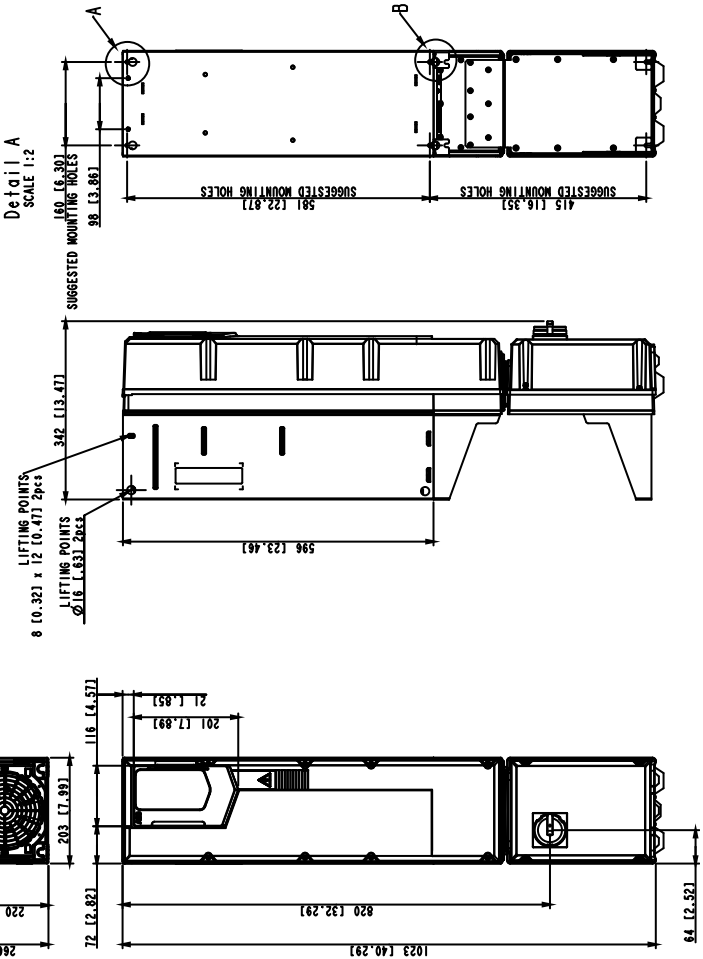 A
B
Detail A
SCALE 1:2
160 [6.30]
SUGGESTED MOUNTING HOLES
98 [3.86]
581 [22.87]
SUGGESTED MOUNTING HOLES
415 [16.35]
SUGGESTED MOUNTING HOLES
342 [13.47]
LIFTING POINTS
8 [0.32] x 12 [0.47] 2pcs
LIFTING POINTS
Ø16 [.63] 2pcs
596 [23.46]
116 [4.57]
21 [.85]
201 [7.89]
203 [7.99]
220
72 [2.82]
820 [32.29]
1023 [40.29]
64 [2.52]